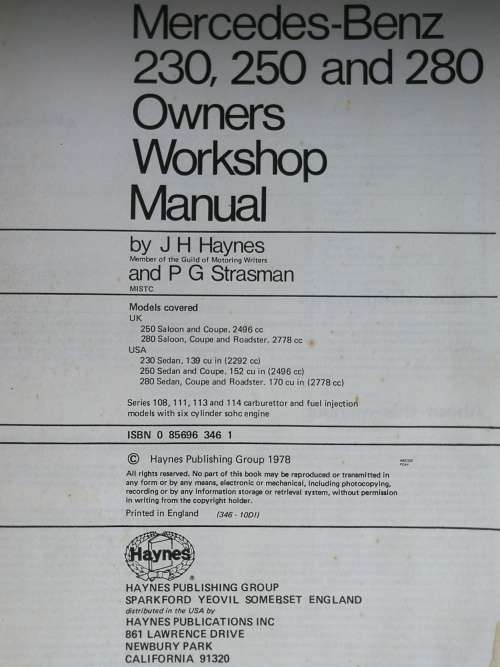 Mercedes-Benz
230, 250 and 280
Owners
Workshop
Manual
by J H Haynes
Member of the Guild of Motoring Writers
and P G Strasman
MISTC
Models covered
UK
250 Saloon and Coupe. 2496 cc
280 Saloon, Coupe and Roadster. 2778 cc
USA
230 Sedan, 139 cu in (2292 cc)
250 Sedan and Coupe. 152 cu in (2496 cc)
280 Sedan, Coupe and Roadster. 170 cu in (2778 cc)
Series 108, 111, 113 and 114 carburettor and fuel injection
models with six cylinder sohc engine
ISBN 0 85696 346 1
© Haynes Publishing Group 1978
All rights reserved. No part of this book may be reproduced or transmitted in
any form or by any means, electronic or mechanical, including photocopying,
recording or by any information storage or retrieval system, without permission
in writing from the copyright holder.
Printed in England (346 - 10D1)
Haynes
®
HAYNES PUBLISHING GROUP
SPARKFORD YEOVIL SOMERSET ENGLAND
distributed in the USA by
HAYNES PUBLICATIONS INC
861 LAWRENCE DRIVE
NEWBURY PARK
CALIFORNIA 91320